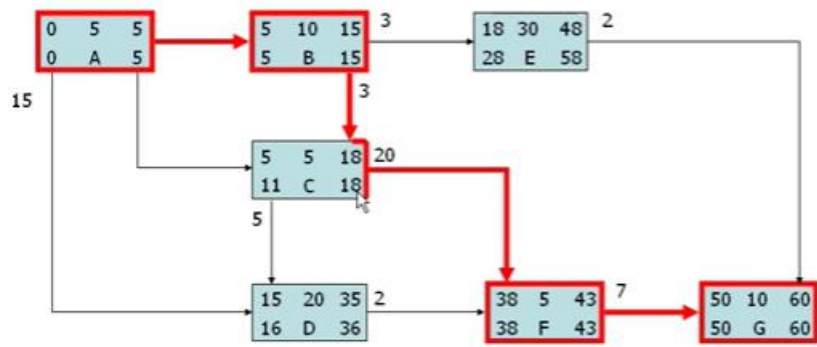 0 5 5
0 A 5
5 10 15
5 B 15
3
18 30 48
28 E 58
2
15
3
5 5 18
11 C 18
20
5
15 20 35
16 D 36
2
38 5 43
38 F 43
7
50 10 60
50 G 60